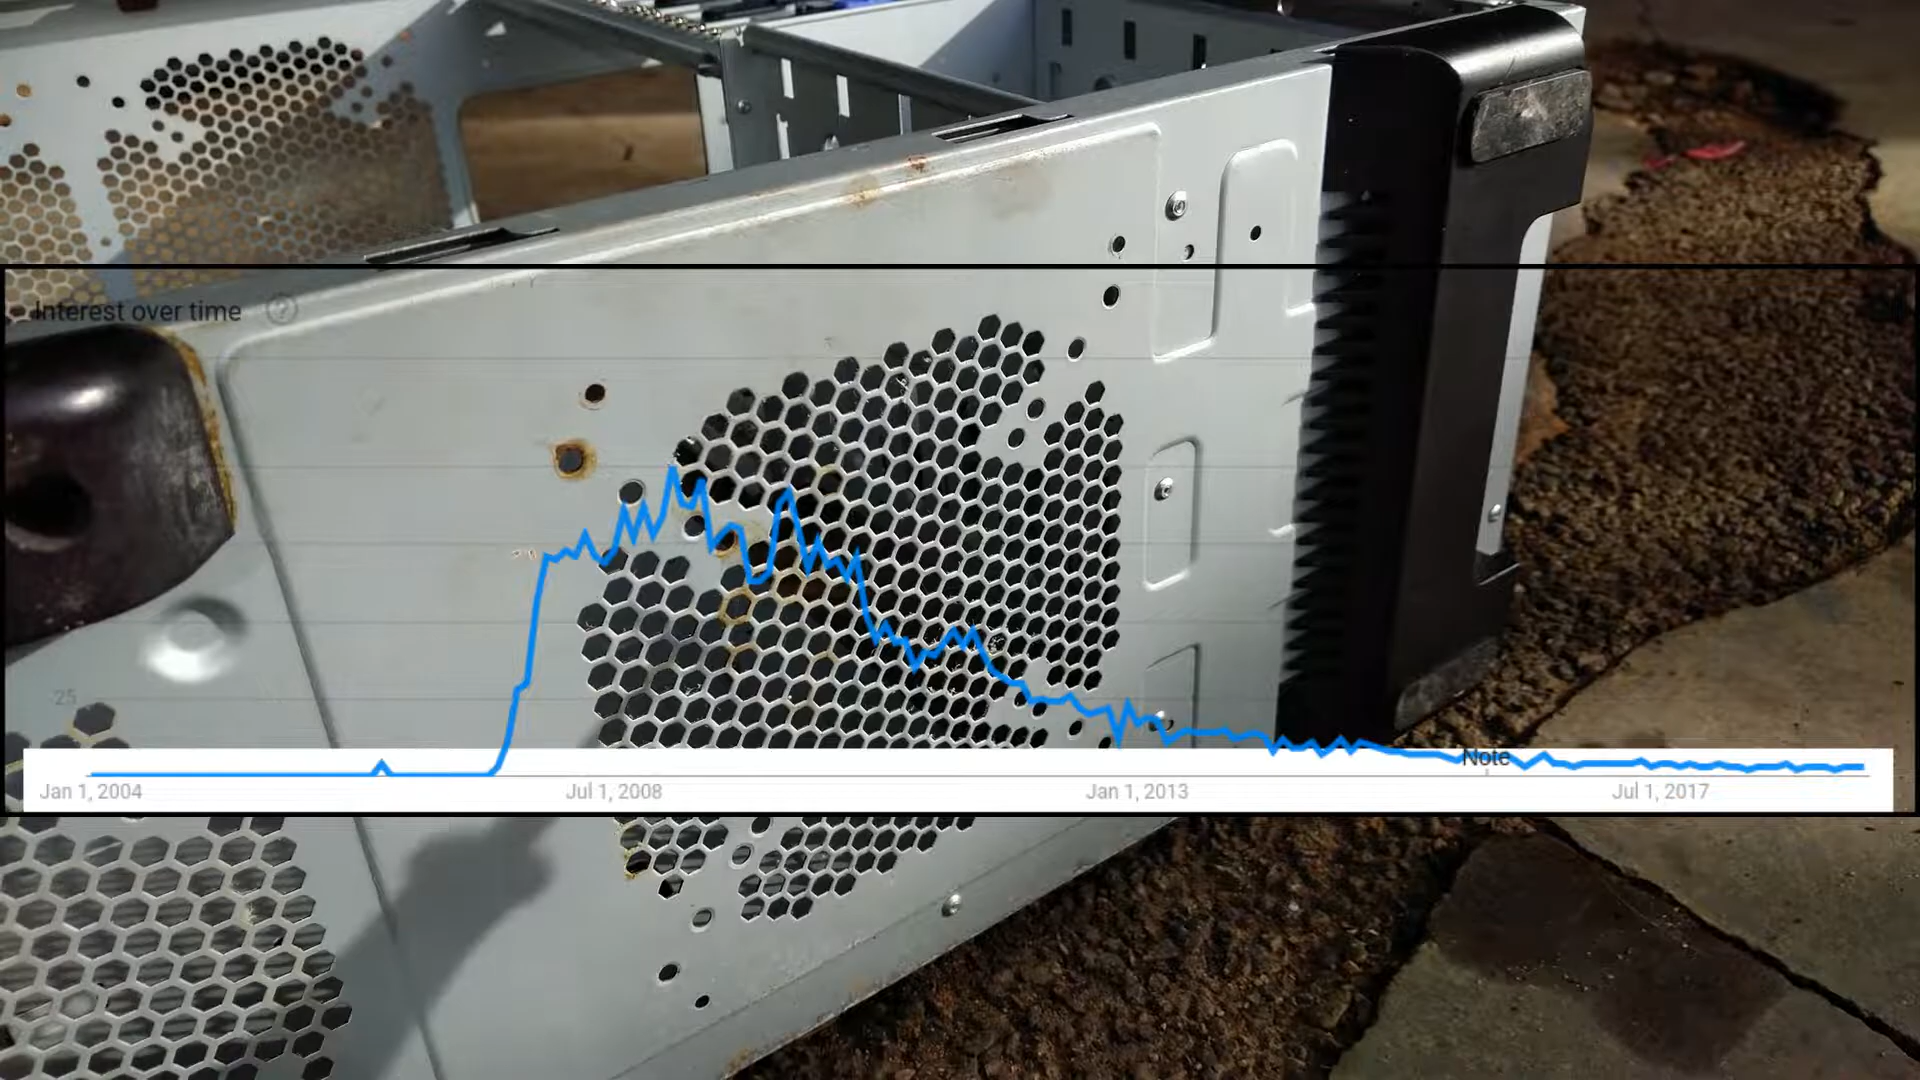 Interest over time
25
Note
Jan 1, 2004 Jul 1, 2008 Jan 1, 2013 Jul 1, 2017